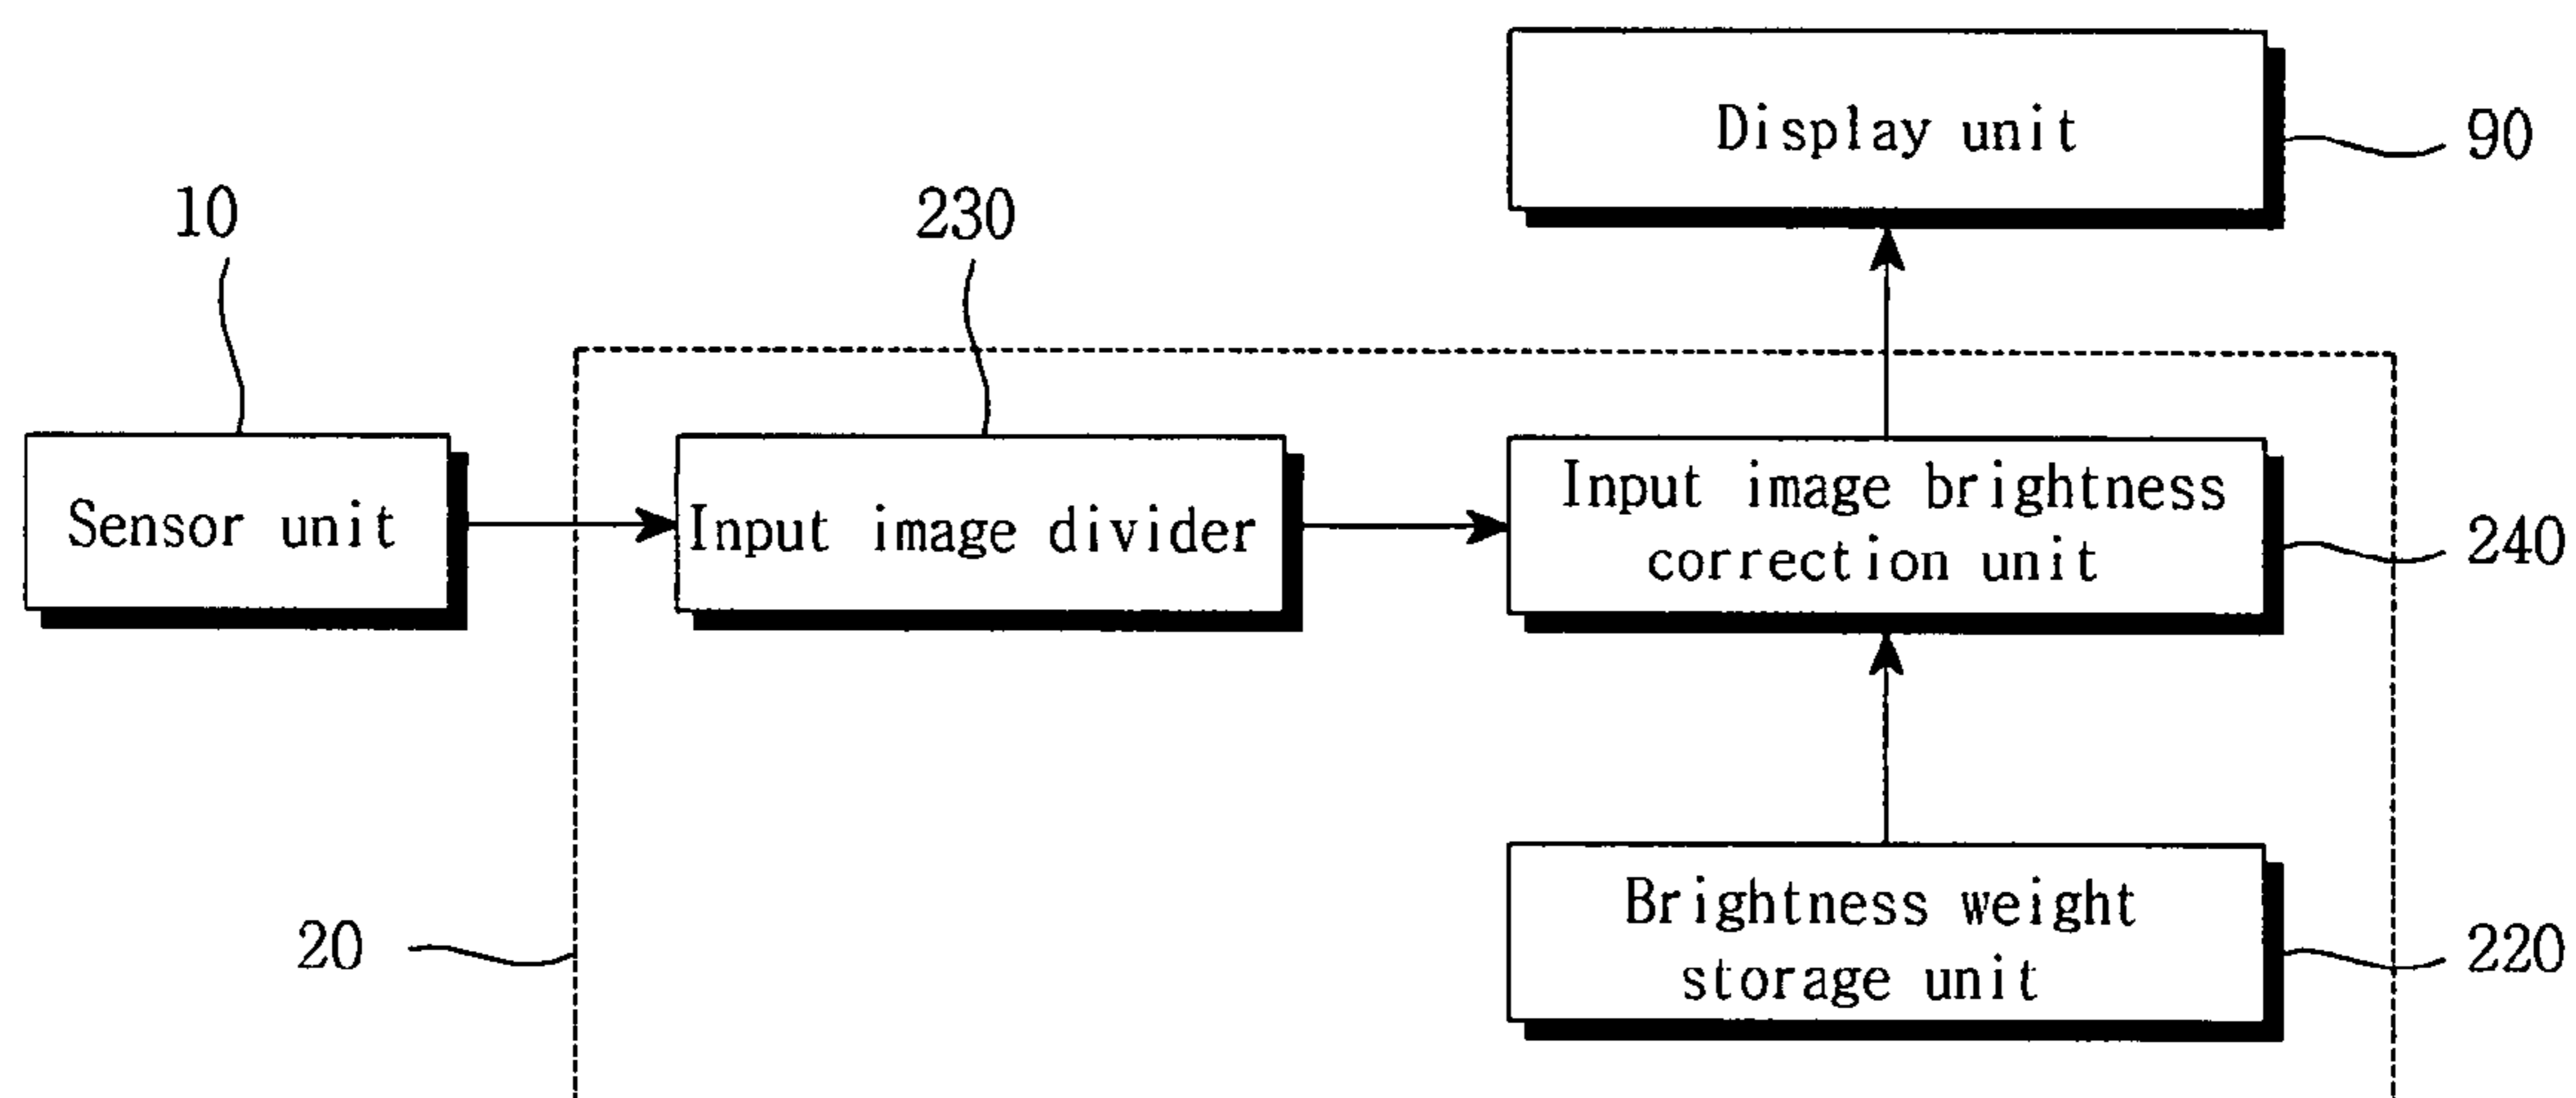 Display unit
90
10
230
Sensor unit
Input image divider
Input image brightness
correction unit
240
Brightness weight
storage unit
20
220